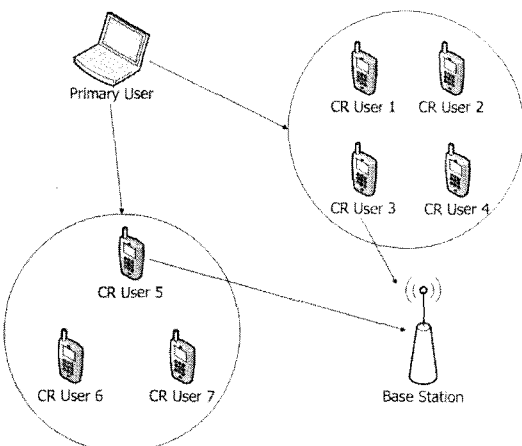 Primary User
CR User 1
CR User 2
CR User 3
CR User 4
CR User 5
CR User 6
CR User 7
Base Station